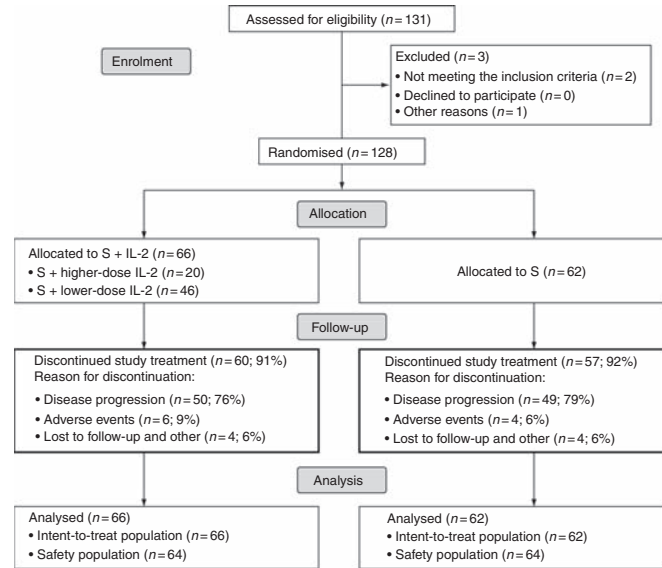 Assessed for eligibility (n=131)
Enrolment
Excluded (n=3)
• Not meeting the inclusion criteria (n=2)
• Declined to participate (n=0)
• Other reasons (n=1)
Randomised (n=128)
Allocation
Allocated to S + IL-2 (n=66)
• S + higher-dose IL-2 (n=20)
• S + lower-dose IL-2 (n=46)
Allocated to S (n=62)
Follow-up
Discontinued study treatment (n=60; 91%)
Reason for discontinuation:
• Disease progression (n=50; 76%)
• Adverse events (n=6; 9%)
• Lost to follow-up and other (n=4; 6%)
Discontinued study treatment (n=57; 92%)
Reason for discontinuation:
• Disease progression (n=49; 79%)
• Adverse events (n=4; 6%)
• Lost to follow-up and other (n=4; 6%)
Analysis
Analysed (n=66)
• Intent-to-treat population (n=66)
• Safety population (n=64)
Analysed (n=62)
• Intent-to-treat population (n=62)
• Safety population (n=64)